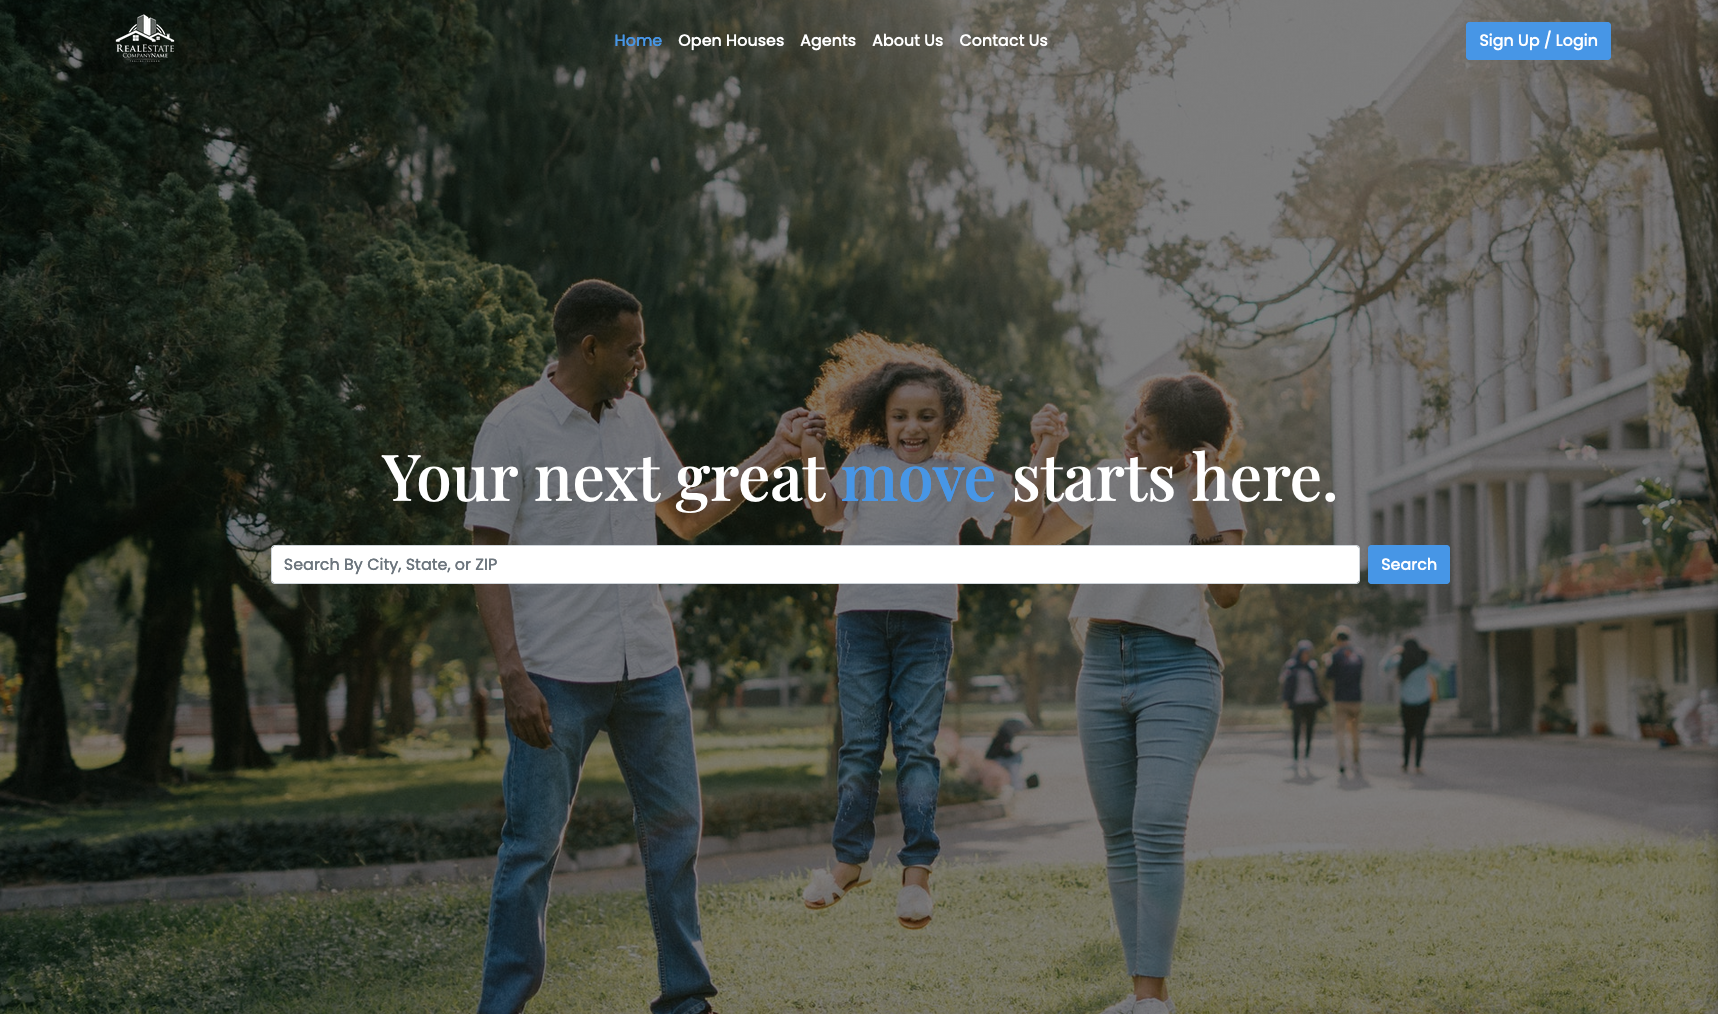 REALESTATE
COMPANYNAME
Home Open Houses Agents About Us Contact Us
Sign Up / Login
Your next great move starts here.
Search By City, State, or ZIP
Search